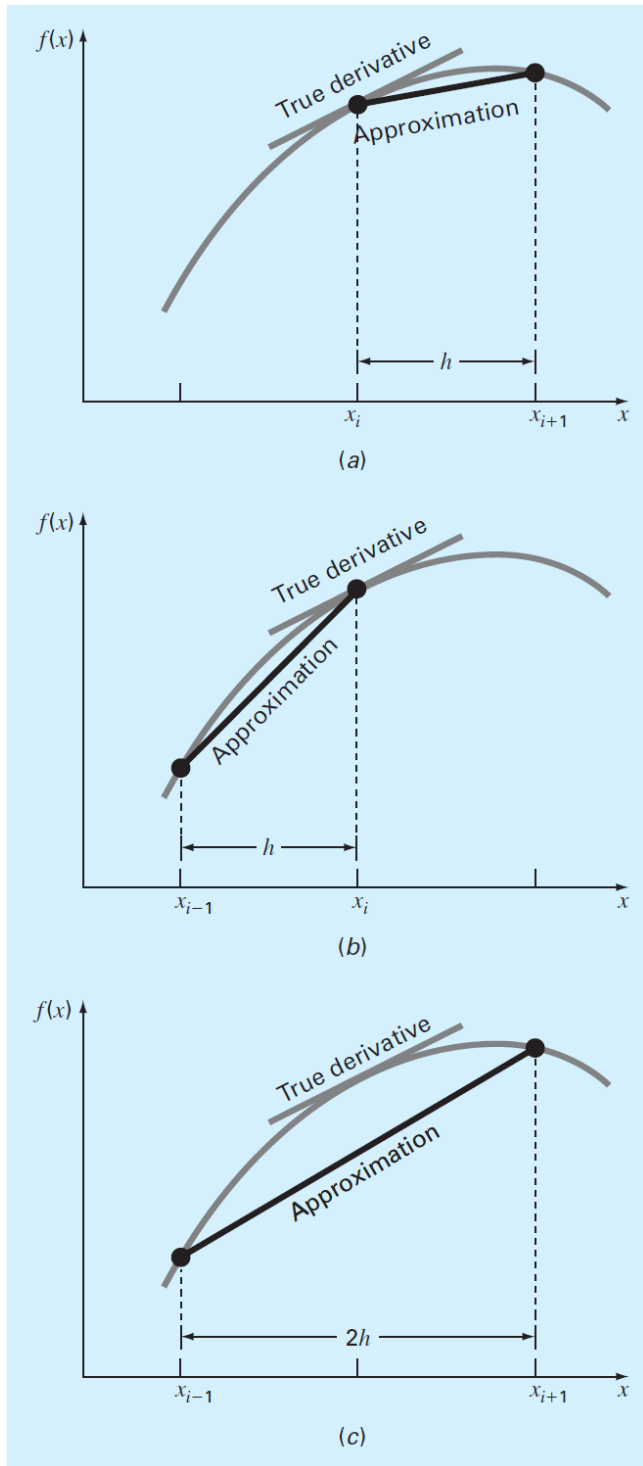 f(x)
True derivative
Approximation
h
x_i
x_{i+1}
x
(a)
f(x)
True derivative
Approximation
h
x_{i–1}
x_i
x
(b)
f(x)
True derivative
Approximation
2h
x_{i–1}
x_{i+1}
x
(c)